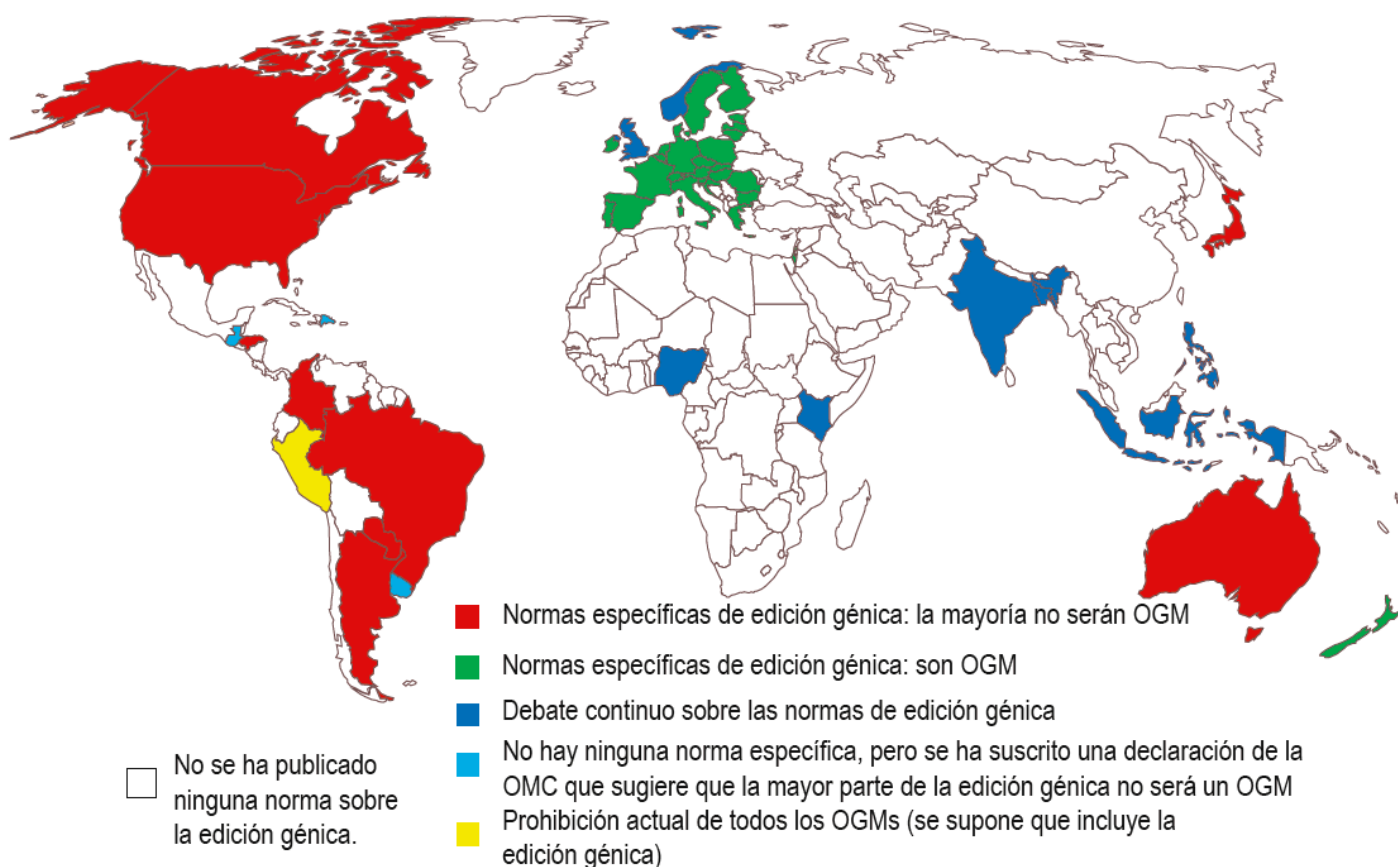 Normas específicas de edición génica: la mayoría no serán OGM
Normas específicas de edición génica: son OGM
Debate continuo sobre las normas de edición génica
No hay ninguna norma específica, pero se ha suscrito una declaración de la
OMC que sugiere que la mayor parte de la edición génica no será un OGM
Prohibición actual de todos los OGMs (se supone que incluye la
edición génica)
No se ha publicado
ninguna norma sobre
la edición génica.